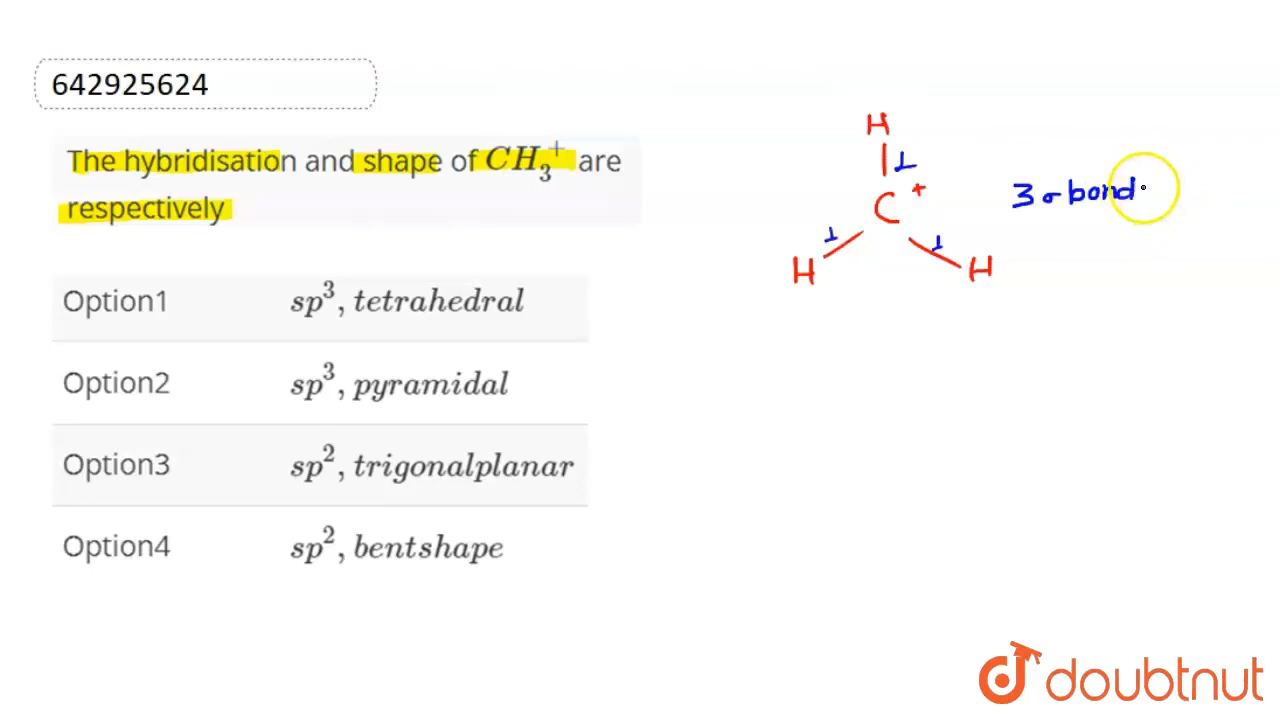 642925624
The hybridisation and shape of CH₃⁺ are
respectively
Option1 sp³, tetrahedral
Option2 sp³, pyramidal
Option3 sp², trigonalplanar
Option4 sp², bentshape
H
1
C +
1 1
H H
3 σ bond
doubtnut